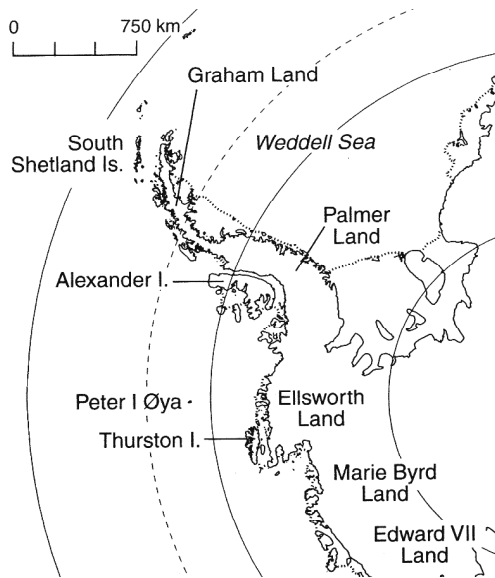 0 750 km
Graham Land
South
Shetland Is.
Weddell Sea
Palmer
Land
Alexander I.
Peter I Øya
Ellsworth
Land
Thurston I.
Marie Byrd
Land
Edward VII
Land